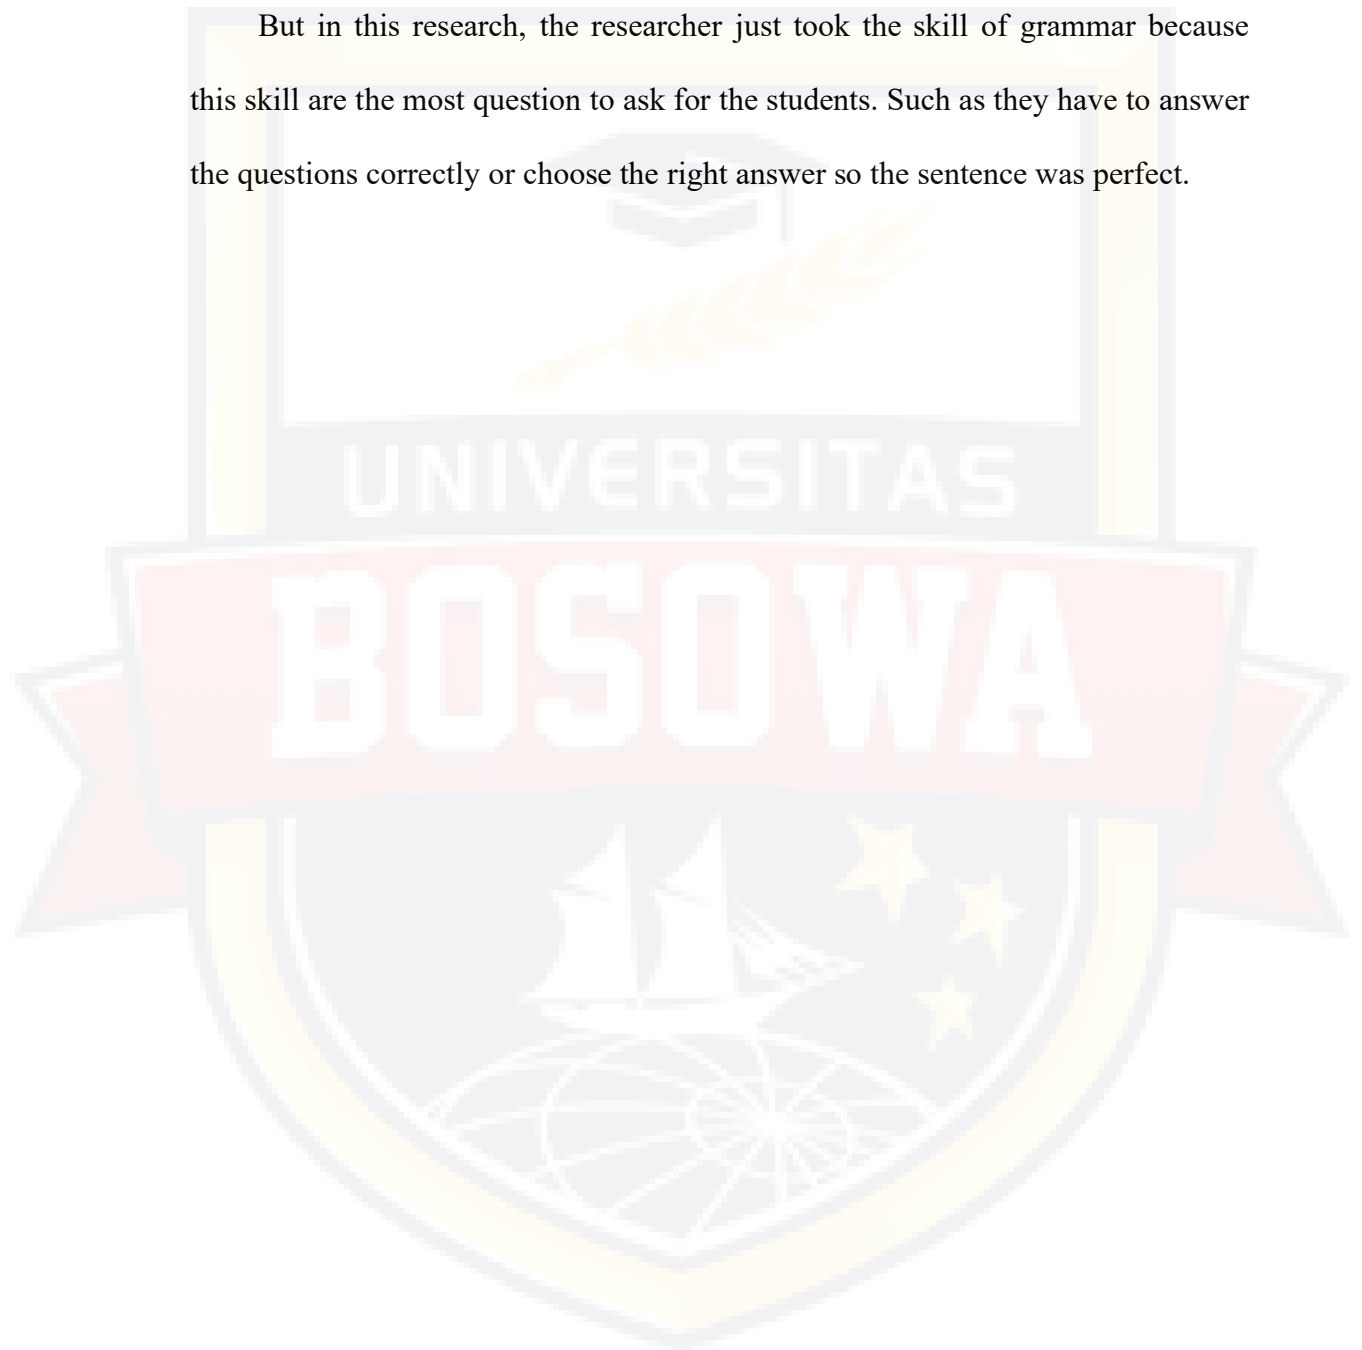 But in this research, the researcher just took the skill of grammar because
this skill are the most question to ask for the students. Such as they have to answer
the questions correctly or choose the right answer so the sentence was perfect.
UNIVERSITAS
BOSOWA